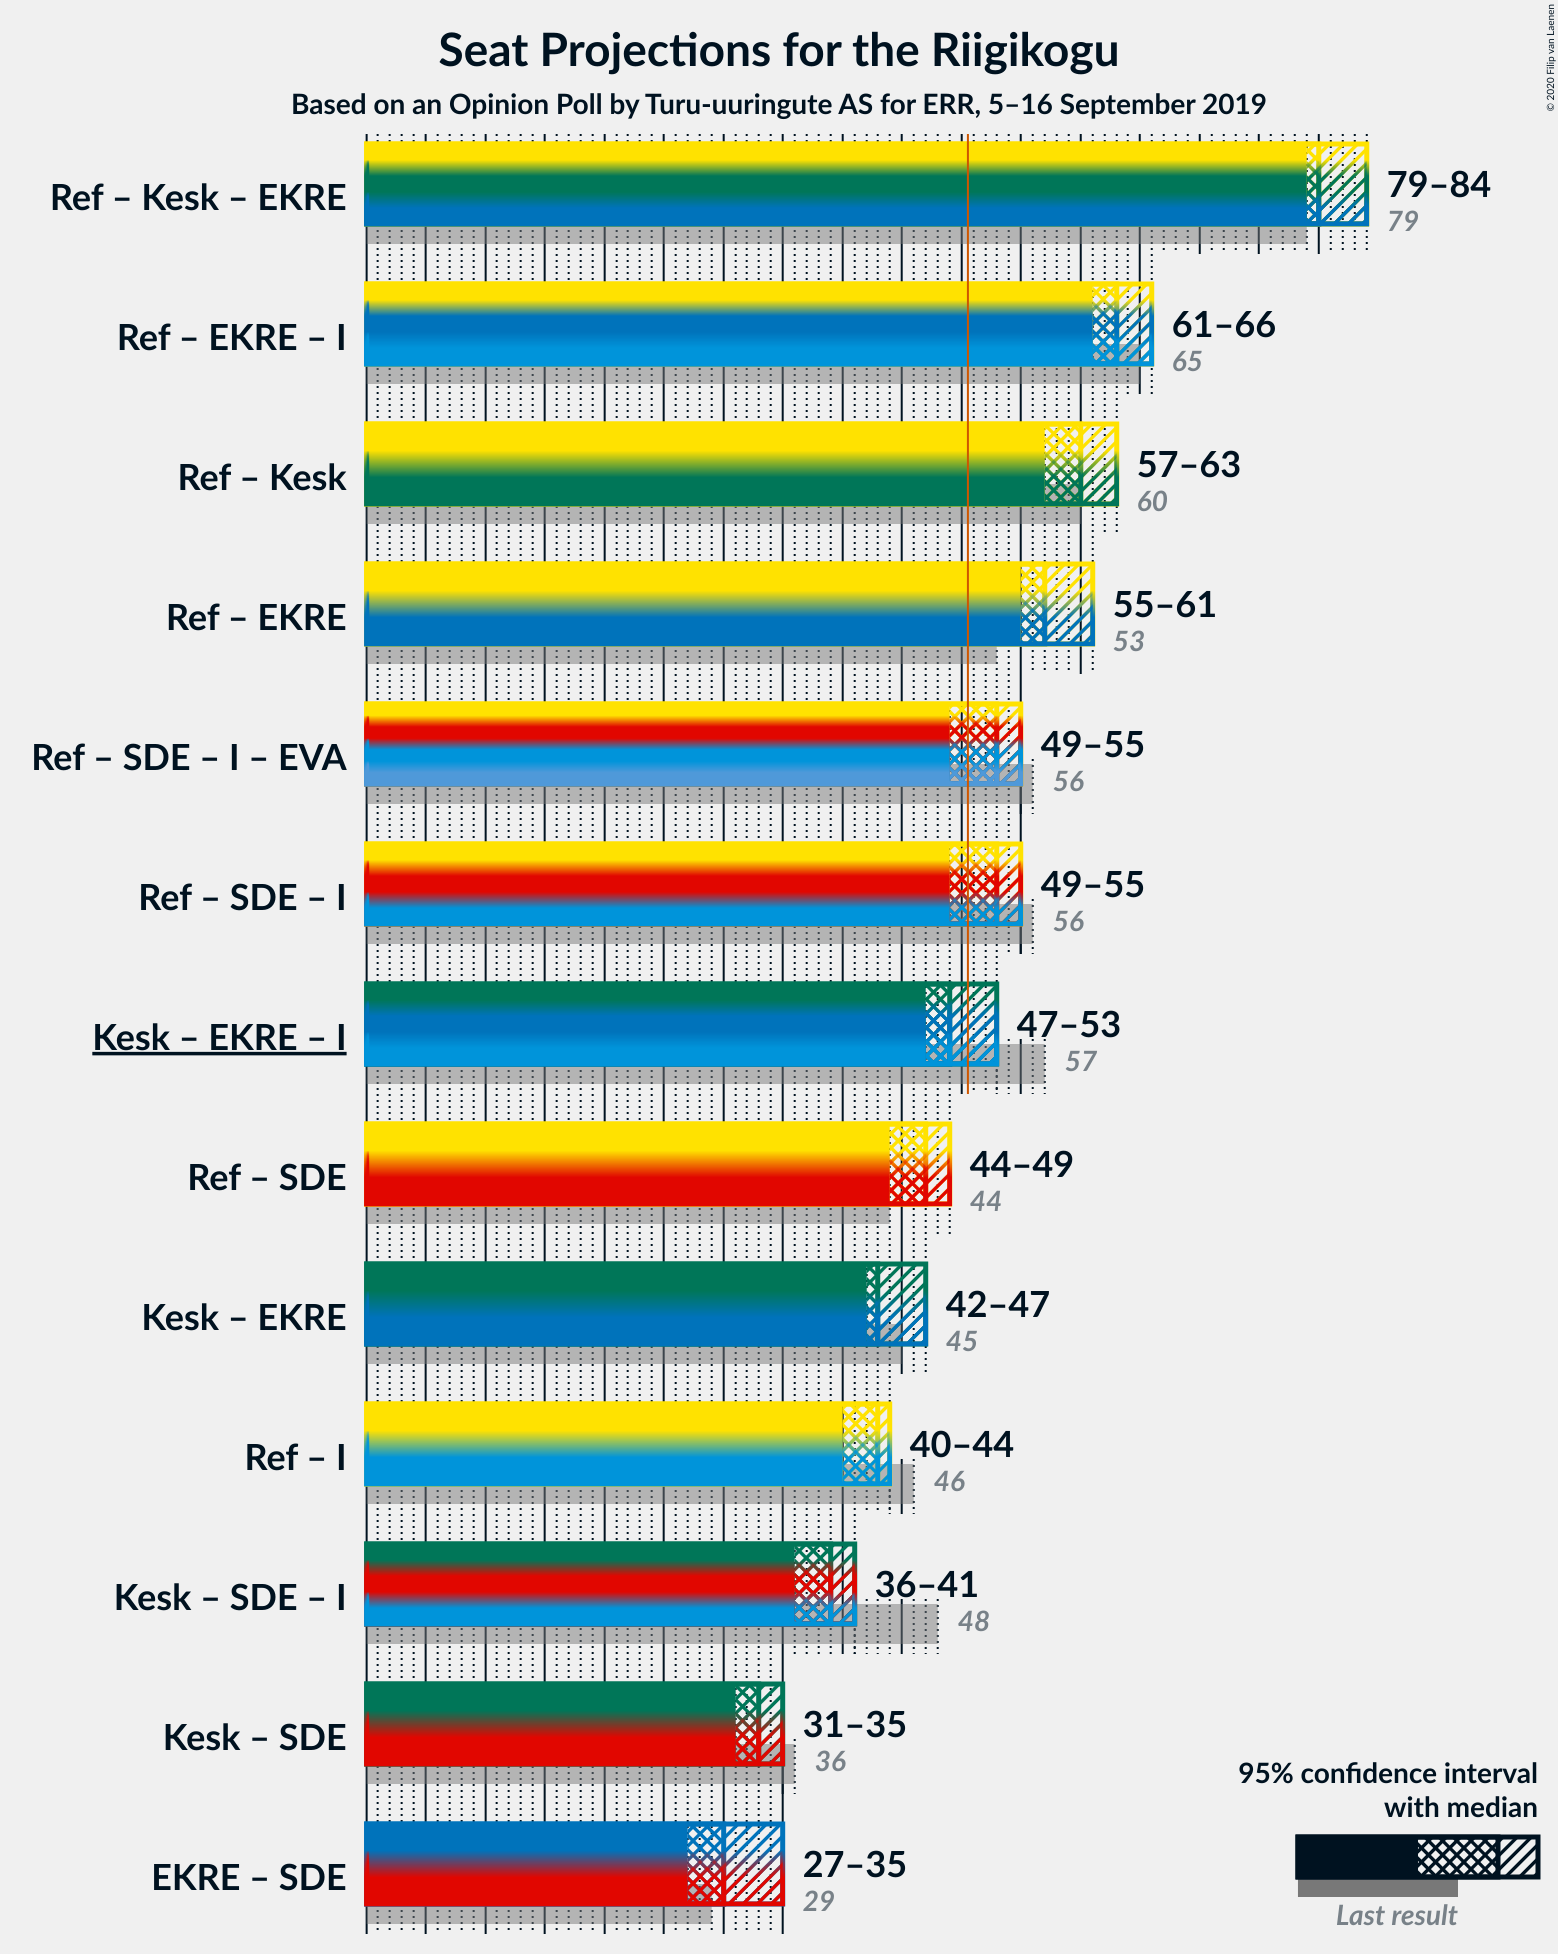 Seat Projections for the Riigikogu
Based on an Opinion Poll by Turu-uuringute AS for ERR, 5–16 September 2019
© 2020 Filip van Laenen
Ref – Kesk – EKRE
79–84
79
Ref – EKRE – I
61–66
65
Ref – Kesk
57–63
60
Ref – EKRE
55–61
53
Ref – SDE – I – EVA
49–55
56
Ref – SDE – I
49–55
56
Kesk – EKRE – I
47–53
57
Ref – SDE
44–49
44
Kesk – EKRE
42–47
45
Ref – I
40–44
46
Kesk – SDE – I
36–41
48
Kesk – SDE
31–35
36
EKRE – SDE
27–35
29
95% confidence interval
with median
Last result